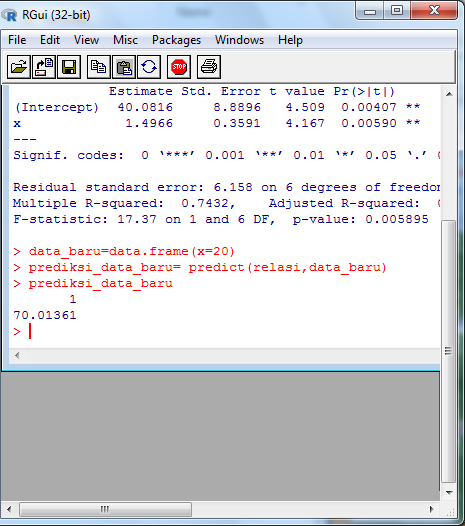 RGui (32-bit)
File Edit View Misc Packages Windows Help
STOP
Estimate Std. Error t value Pr(>|t|)
(Intercept) 40.0816 8.8896 4.509 0.00407 **
x 1.4966 0.3591 4.167 0.00590 **
---
Signif. codes: 0 ‘***’ 0.001 ‘**’ 0.01 ‘*’ 0.05 ‘.’
Residual standard error: 6.158 on 6 degrees of freedom
Multiple R-squared: 0.7432, Adjusted R-squared:
F-statistic: 17.37 on 1 and 6 DF, p-value: 0.005895
> data_baru=data.frame(x=20)
> prediksi_data_baru= predict(relasi,data_baru)
> prediksi_data_baru
1
70.01361
>